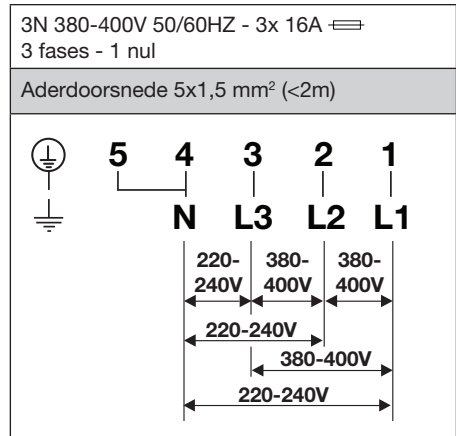 3N 380-400V 50/60HZ - 3x 16A
3 fases - 1 nul
Aderdoorsnede 5x1,5 mm² (<2m)
5 4 3 2 1
N L3 L2 L1
220- 380- 380-
240V 400V 400V
220-240V
380-400V
220-240V